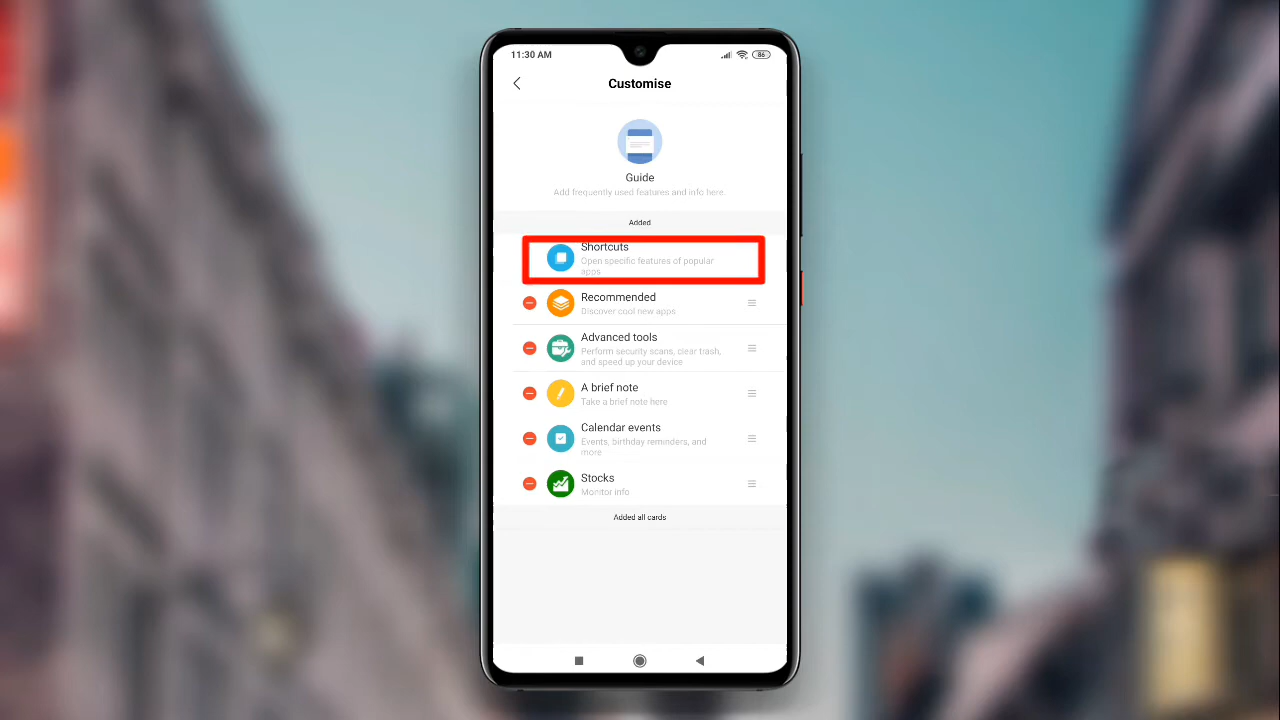 11:30 AM
86
Customise
Guide
Add frequently used features and info here.
Added
Shortcuts
Open specific features of popular
apps
Recommended
Discover cool new apps
Advanced tools
Perform security scans, clear trash,
and speed up your device
A brief note
Take a brief note here
Calendar events
Events, birthday reminders, and
more
Stocks
Monitor info
Added all cards